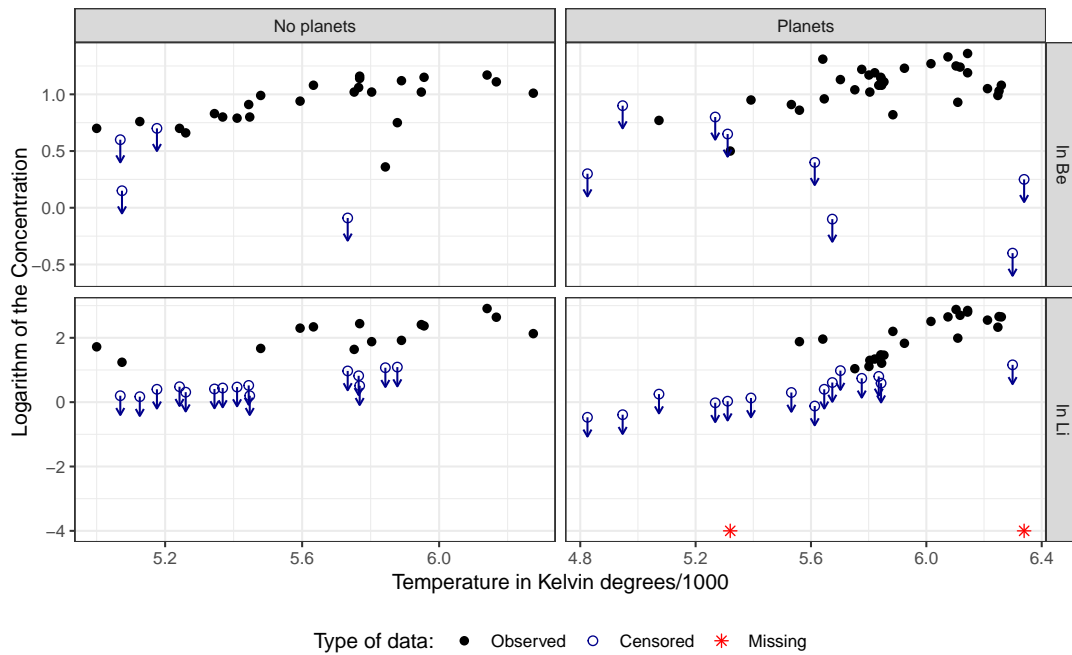 No planets
Planets
1.0
0.5
0.0
−0.5
ln Be
2
0
−2
−4
ln Li
5.2
5.6
6.0
4.8
5.2
5.6
6.0
6.4
Logarithm of the Concentration
Temperature in Kelvin degrees/1000
Type of data: Observed Censored Missing